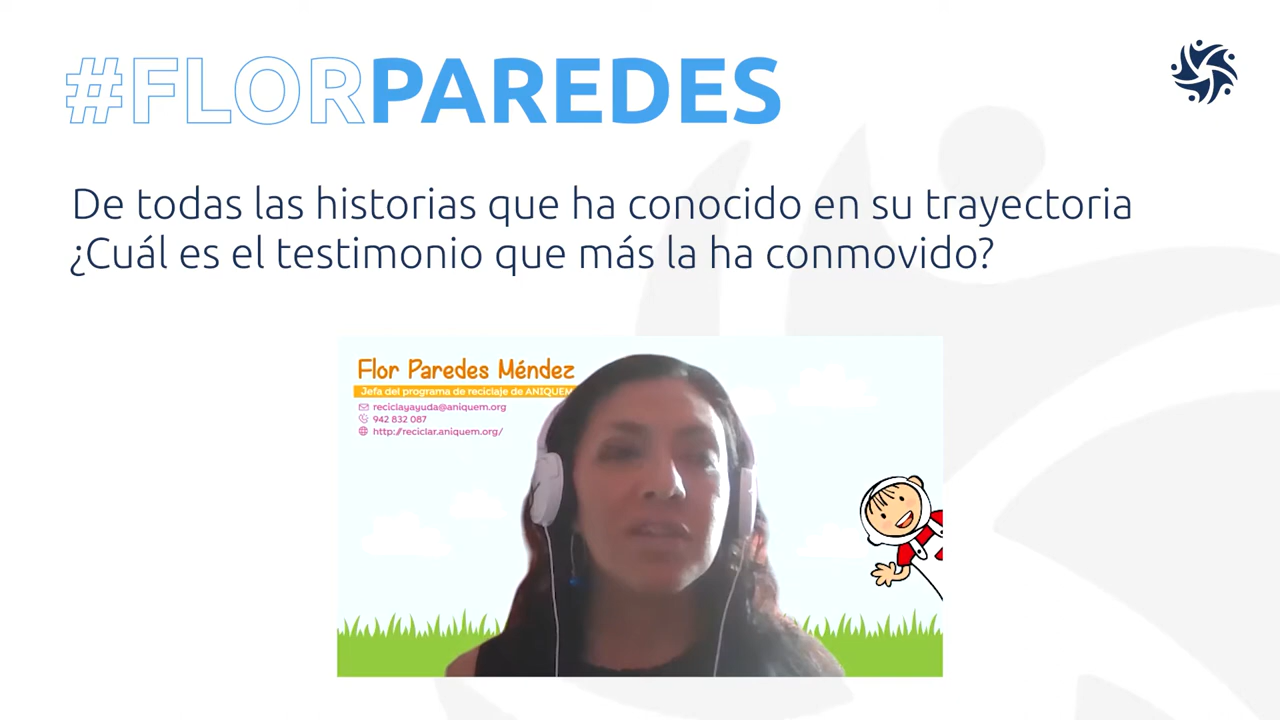 #FLORPAREDES
De todas las historias que ha conocido en su trayectoria
¿Cuál es el testimonio que más la ha conmovido?
Flor Paredes Méndez
Jefa del programa de reciclaje de ANIQUEM
reciclayayuda@aniquem.org
942 832 087
http://reciclar.aniquem.org/